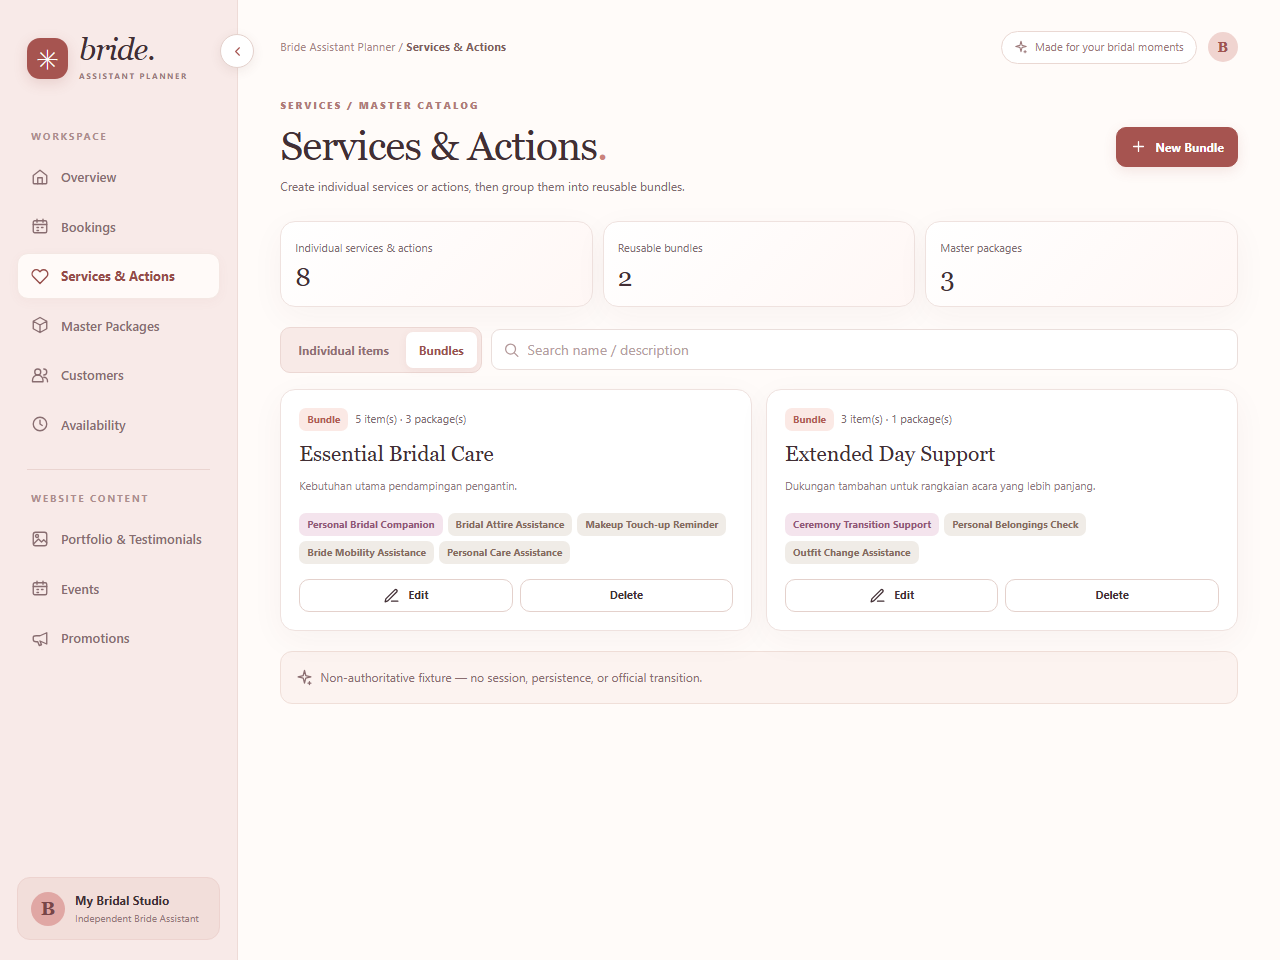 bride.
ASSISTANT PLANNER
WORKSPACE
Overview
Bookings
Services & Actions
Master Packages
Customers
Availability
WEBSITE CONTENT
Portfolio & Testimonials
Events
Promotions
B
My Bridal Studio
Independent Bride Assistant
Bride Assistant Planner / Services & Actions
Made for your bridal moments
B
SERVICES / MASTER CATALOG
Services & Actions.
Create individual services or actions, then group them into reusable bundles.
New Bundle
Individual services & actions
8
Reusable bundles
2
Master packages
3
Individual items
Bundles
Search name / description
Bundle 5 item(s) · 3 package(s)
Essential Bridal Care
Kebutuhan utama pendampingan pengantin.
Personal Bridal Companion Bridal Attire Assistance Makeup Touch-up Reminder
Bride Mobility Assistance Personal Care Assistance
Edit Delete
Bundle 3 item(s) · 1 package(s)
Extended Day Support
Dukungan tambahan untuk rangkaian acara yang lebih panjang.
Ceremony Transition Support Personal Belongings Check
Outfit Change Assistance
Edit Delete
Non-authoritative fixture — no session, persistence, or official transition.